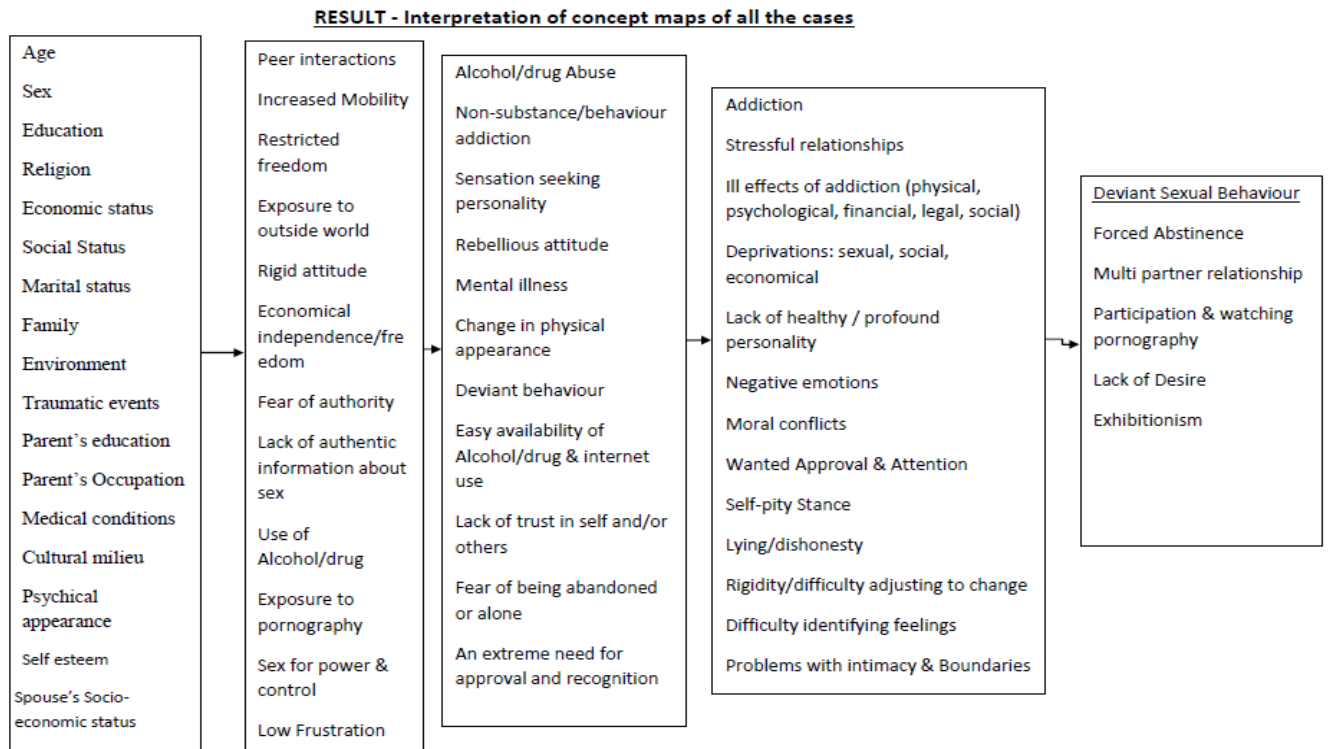 RESULT - Interpretation of concept maps of all the cases
Age
Sex
Education
Religion
Economic status
Social Status
Marital status
Family
Environment
Traumatic events
Parent's education
Parent's Occupation
Medical conditions
Cultural milieu
Psychical
appearance
Self esteem
Spouse's Socio-
economic status
Peer interactions
Increased Mobility
Restricted
freedom
Exposure to
outside world
Rigid attitude
Economical
independence/fre
edom
Fear of authority
Lack of authentic
information about
sex
Use of
Alcohol/drug
Exposure to
pornography
Sex for power &
control
Low Frustration
Alcohol/drug Abuse
Non-substance/behaviour
addiction
Sensation seeking
personality
Rebellious attitude
Mental illness
Change in physical
appearance
Deviant behaviour
Easy availability of
Alcohol/drug & internet
use
Lack of trust in self and/or
others
Fear of being abandoned
or alone
An extreme need for
approval and recognition
Addiction
Stressful relationships
Ill effects of addiction (physical,
psychological, financial, legal, social)
Deprivations: sexual, social,
economical
Lack of healthy / profound
personality
Negative emotions
Moral conflicts
Wanted Approval & Attention
Self-pity Stance
Lying/dishonesty
Rigidity/difficulty adjusting to change
Difficulty identifying feelings
Problems with intimacy & Boundaries
Deviant Sexual Behaviour
Forced Abstinence
Multi partner relationship
Participation & watching
pornography
Lack of Desire
Exhibitionism